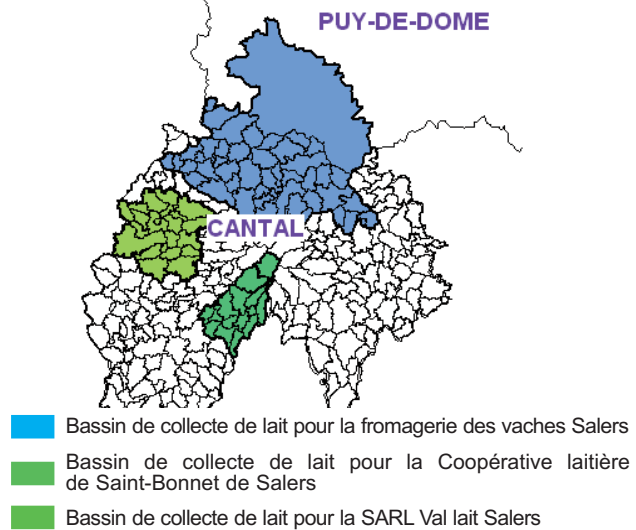 PUY-DE-DOME
CANTAL
Bassin de collecte de lait pour la fromagerie des vaches Salers
Bassin de collecte de lait pour la Coopérative laitière
de Saint-Bonnet de Salers
Bassin de collecte de lait pour la SARL Val lait Salers